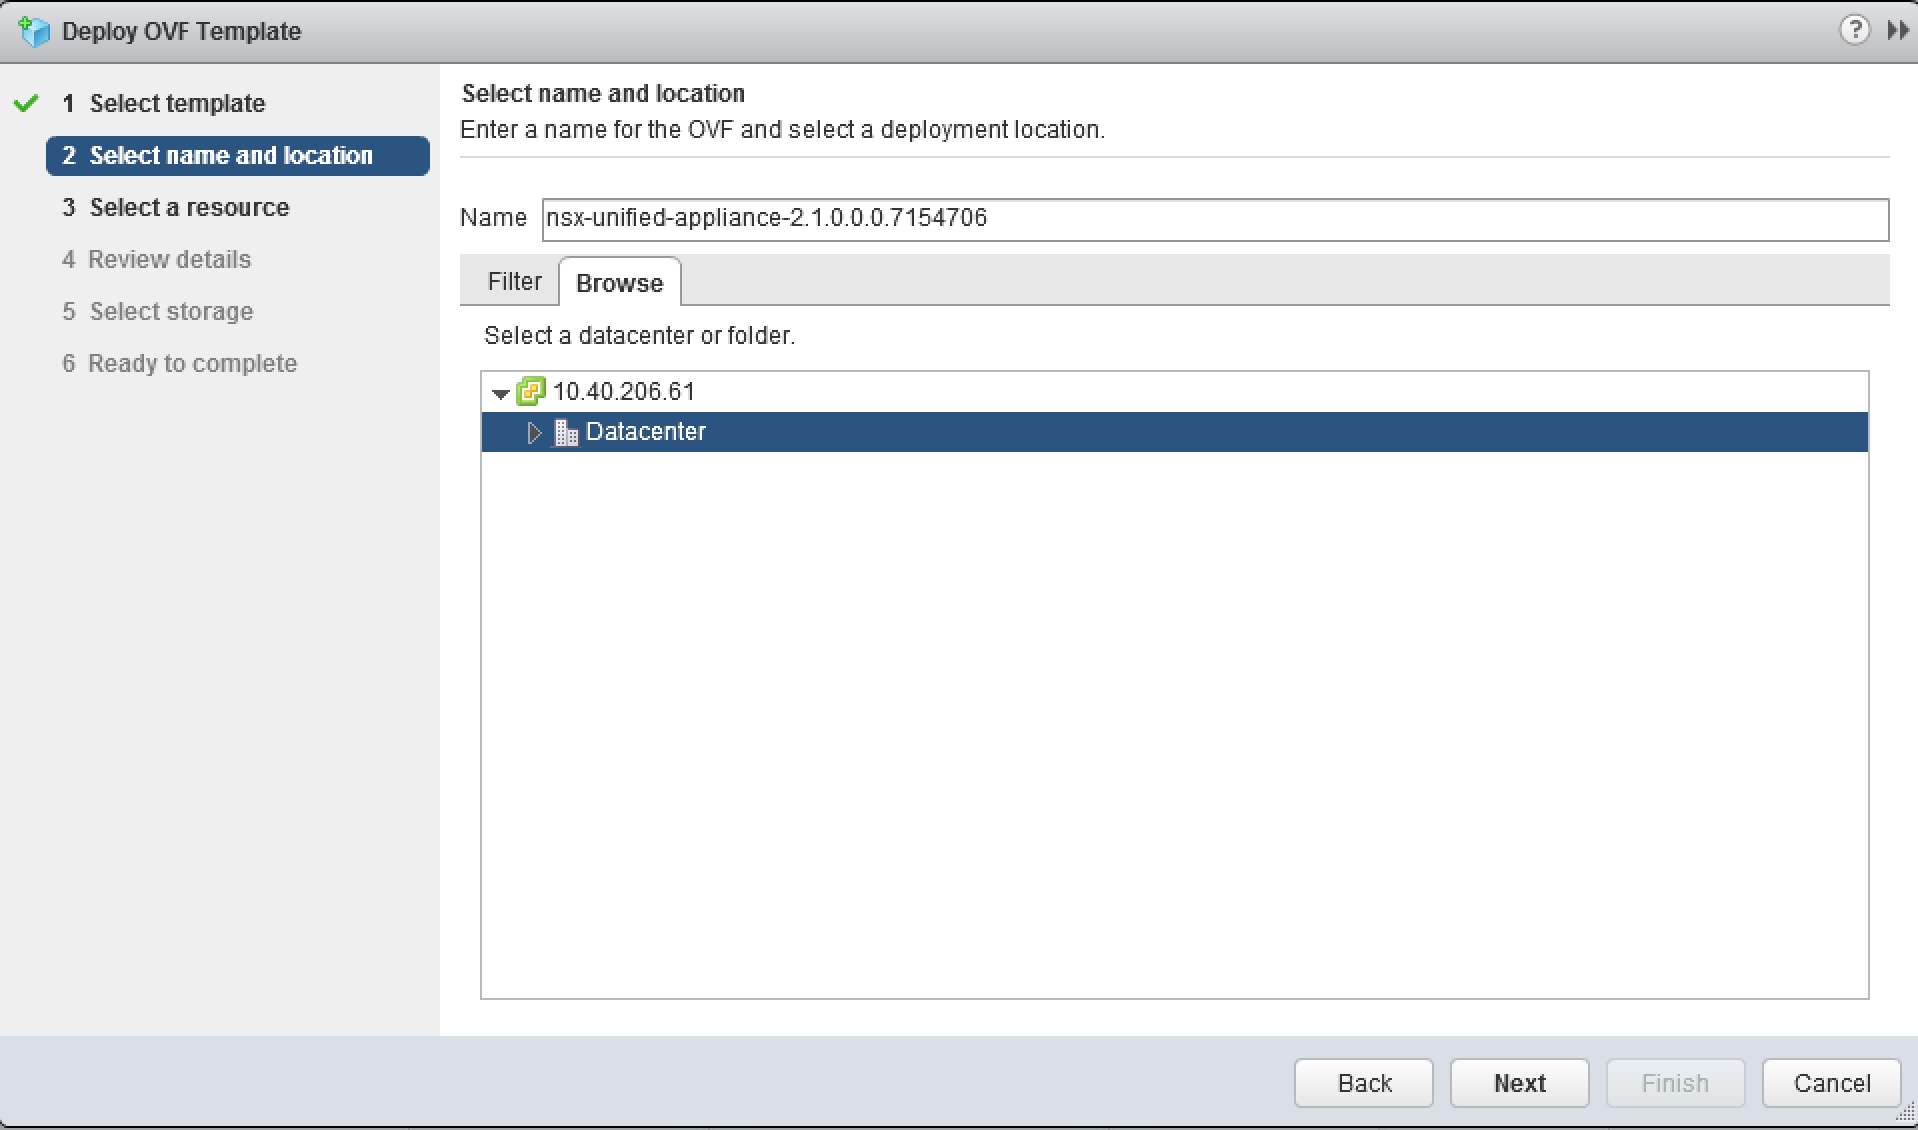 Deploy OVF Template
?
1 Select template
2 Select name and location
3 Select a resource
4 Review details
5 Select storage
6 Ready to complete
Select name and location
Enter a name for the OVF and select a deployment location.
Name nsx-unified-appliance-2.1.0.0.0.7154706
Filter Browse
Select a datacenter or folder.
10.40.206.61
Datacenter
Back Next Finish Cancel